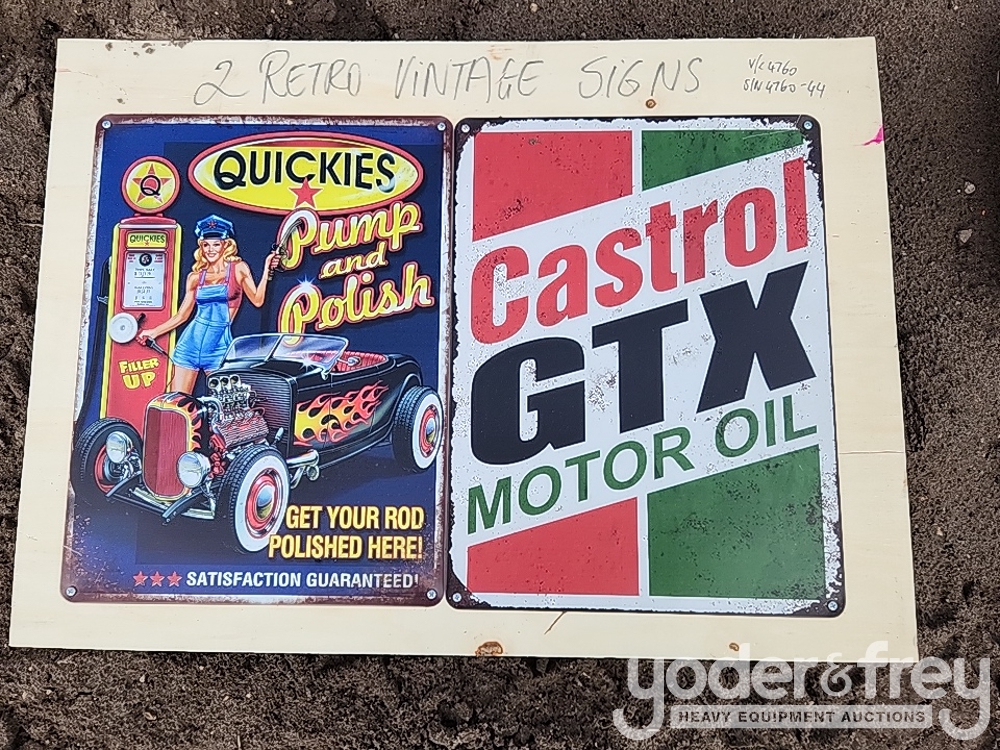 2 RETRO VINTAGE SIGNS
V/C 4760
S/N 4760-44
QUICKIES
Pump
and
Polish
Q
QUICKIES
FILLER
UP
GET YOUR ROD
POLISHED HERE!
★★★ SATISFACTION GUARANTEED!
Castrol
GTX
MOTOR OIL
yoder&frey
HEAVY EQUIPMENT AUCTIONS